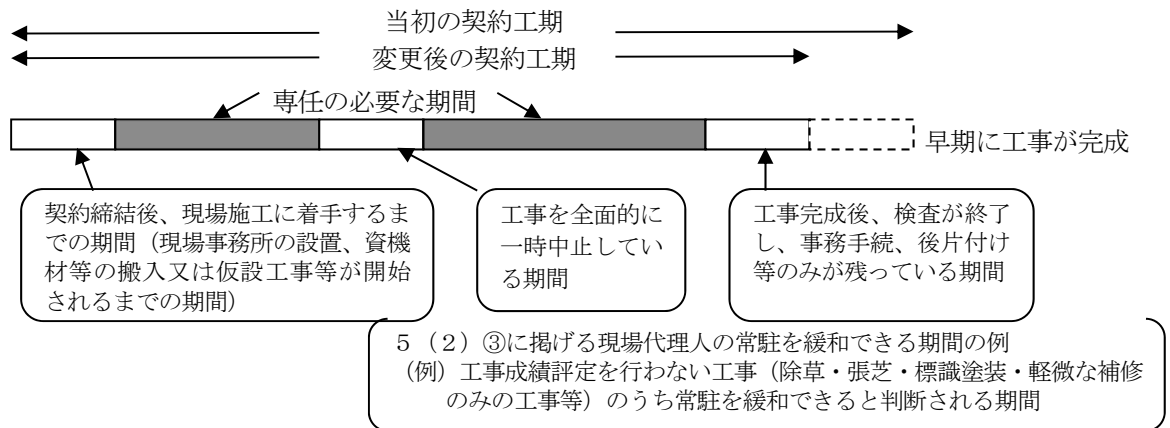 当初の契約工期
変更後の契約工期
専任の必要な期間
早期に工事が完成
契約締結後、現場施工に着手するま
での期間（現場事務所の設置、資機
材等の搬入又は仮設工事等が開始
されるまでの期間）
工事を全面的に
一時中止してい
る期間
工事完成後、検査が終了
し、事務手続、後片付け
等のみが残っている期間
５（２）③に掲げる現場代理人の常駐を緩和できる期間の例
（例）工事成績評定を行わない工事（除草・張芝・標識塗装・軽微な補修
のみの工事等）のうち常駐を緩和できると判断される期間